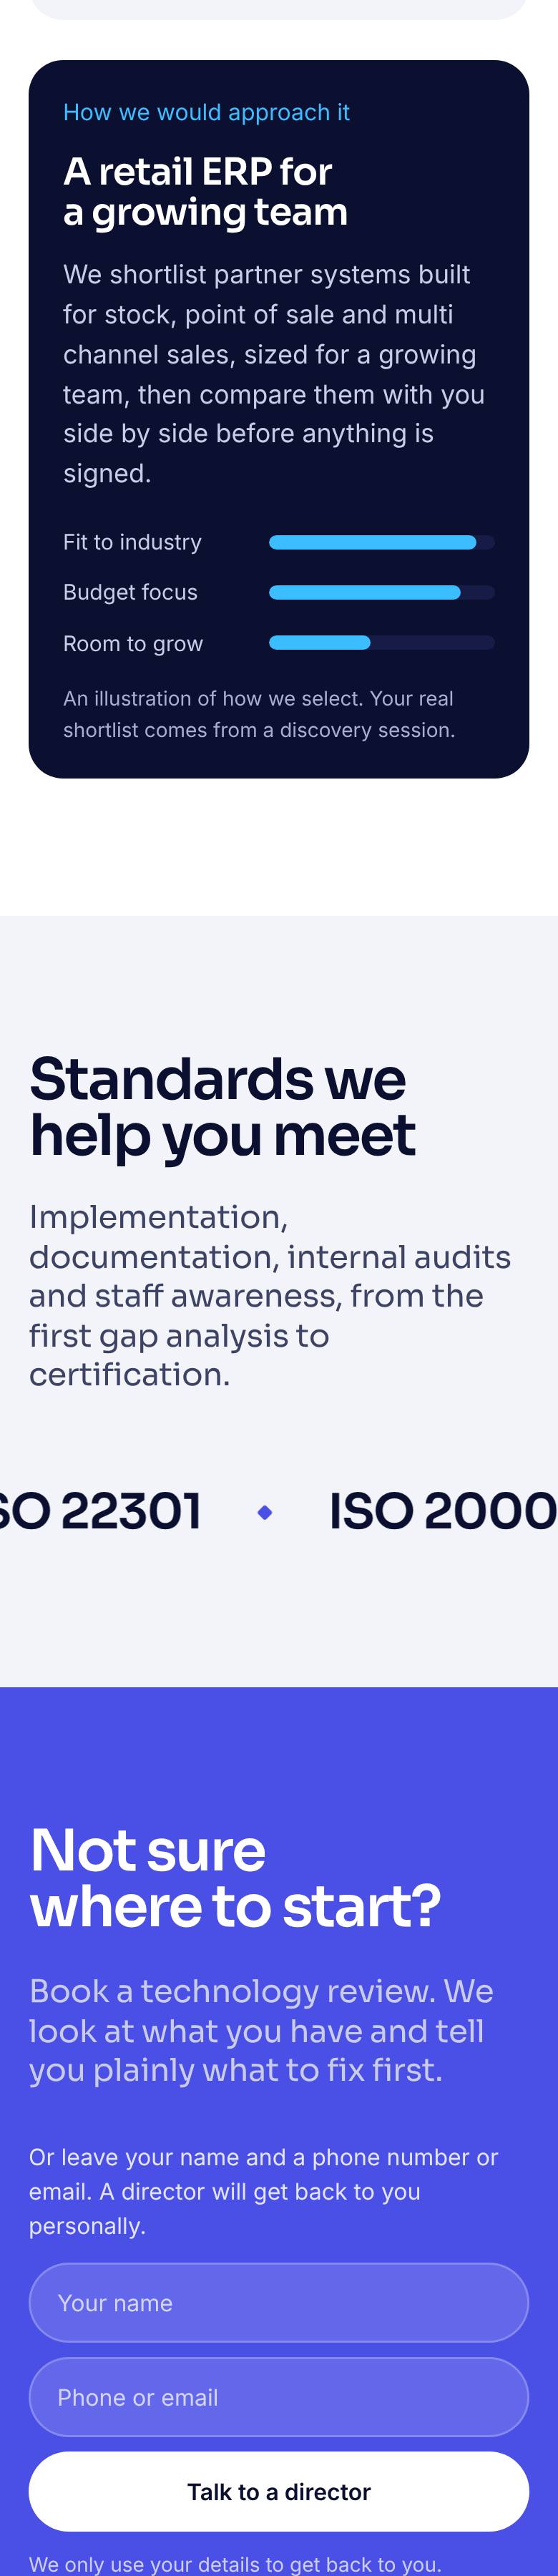 How we would approach it
A retail ERP for
a growing team
We shortlist partner systems built
for stock, point of sale and multi
channel sales, sized for a growing
team, then compare them with you
side by side before anything is
signed.
Fit to industry
Budget focus
Room to grow
An illustration of how we select. Your real
shortlist comes from a discovery session.
Standards we
help you meet
Implementation,
documentation, internal audits
and staff awareness, from the
first gap analysis to
certification.
SO 22301 ISO 2000
Not sure
where to start?
Book a technology review. We
look at what you have and tell
you plainly what to fix first.
Or leave your name and a phone number or
email. A director will get back to you
personally.
Your name
Phone or email
Talk to a director
We only use your details to get back to you.